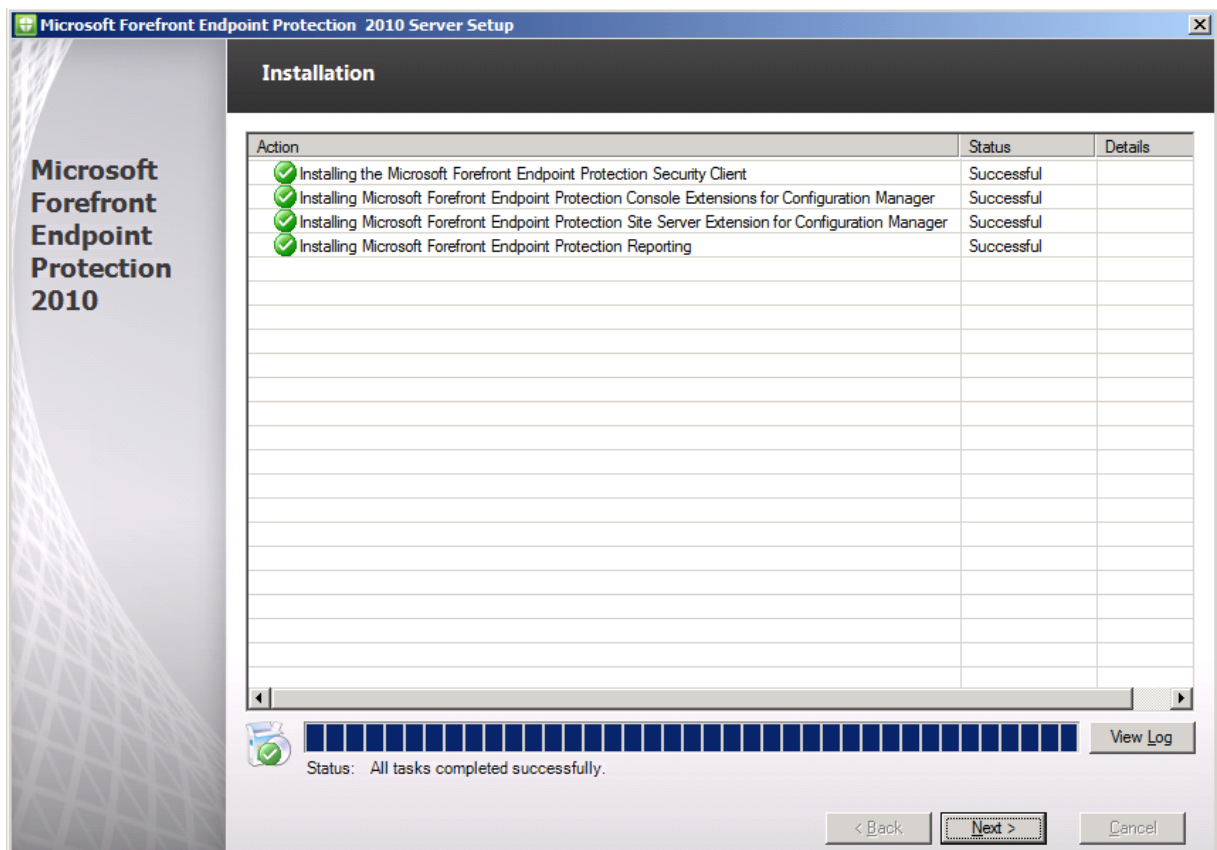 Microsoft Forefront Endpoint Protection 2010 Server Setup
Installation
Microsoft
Forefront
Endpoint
Protection
2010
Action Status Details
Installing the Microsoft Forefront Endpoint Protection Security Client Successful
Installing Microsoft Forefront Endpoint Protection Console Extensions for Configuration Manager Successful
Installing Microsoft Forefront Endpoint Protection Site Server Extension for Configuration Manager Successful
Installing Microsoft Forefront Endpoint Protection Reporting Successful
View Log
Status: All tasks completed successfully.
< Back Next > Cancel